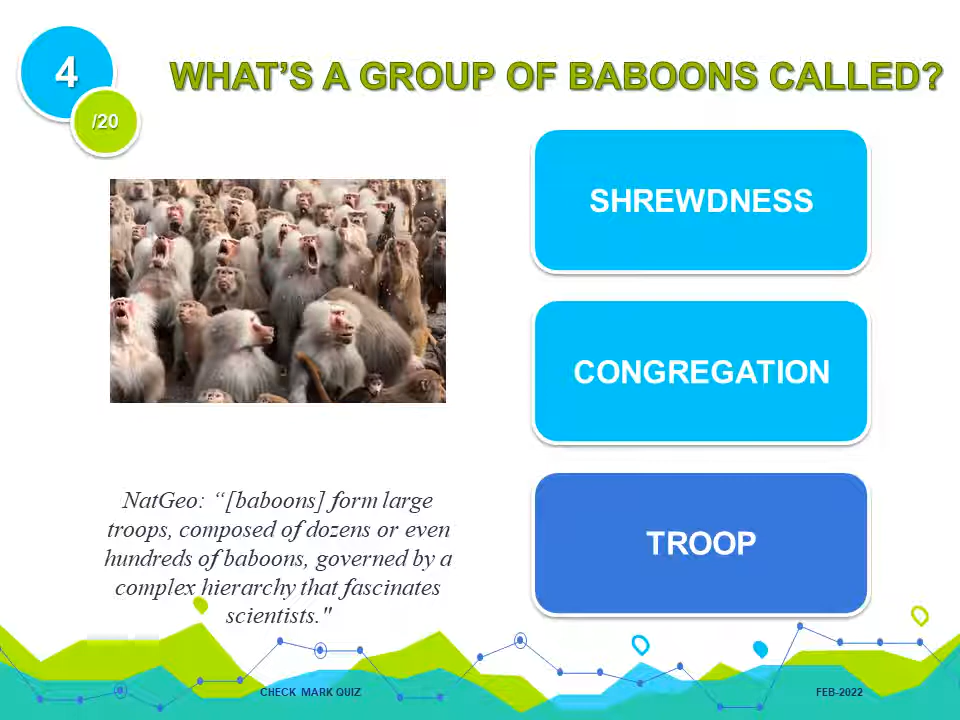 4
/20
WHAT’S A GROUP OF BABOONS CALLED?
SHREWDNESS
CONGREGATION
TROOP
NatGeo: “[baboons] form large
troops, composed of dozens or even
hundreds of baboons, governed by a
complex hierarchy that fascinates
scientists."
CHECK MARK QUIZ
FEB-2022